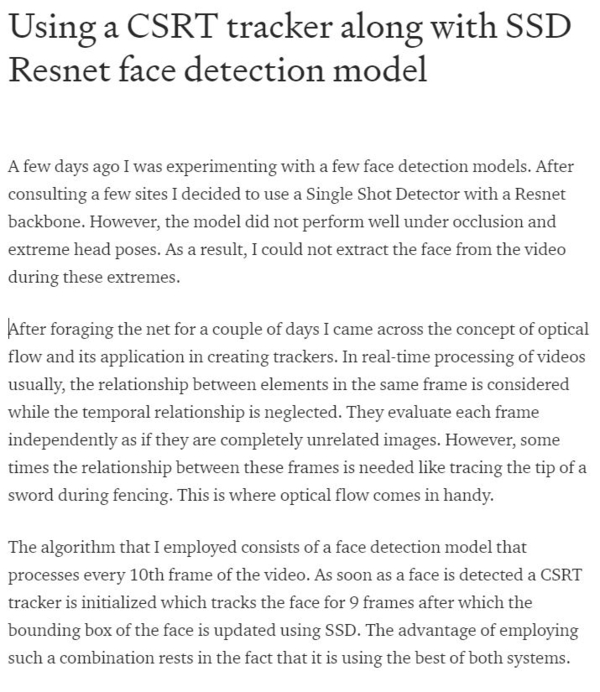 Using a CSRT tracker along with SSD
Resnet face detection model
A few days ago I was experimenting with a few face detection models. After
consulting a few sites I decided to use a Single Shot Detector with a Resnet
backbone. However, the model did not perform well under occlusion and
extreme head poses. As a result, I could not extract the face from the video
during these extremes.
After foraging the net for a couple of days I came across the concept of optical
flow and its application in creating trackers. In real-time processing of videos
usually, the relationship between elements in the same frame is considered
while the temporal relationship is neglected. They evaluate each frame
independently as if they are completely unrelated images. However, some
times the relationship between these frames is needed like tracing the tip of a
sword during fencing. This is where optical flow comes in handy.
The algorithm that I employed consists of a face detection model that
processes every 10th frame of the video. As soon as a face is detected a CSRT
tracker is initialized which tracks the face for 9 frames after which the
bounding box of the face is updated using SSD. The advantage of employing
such a combination rests in the fact that it is using the best of both systems.